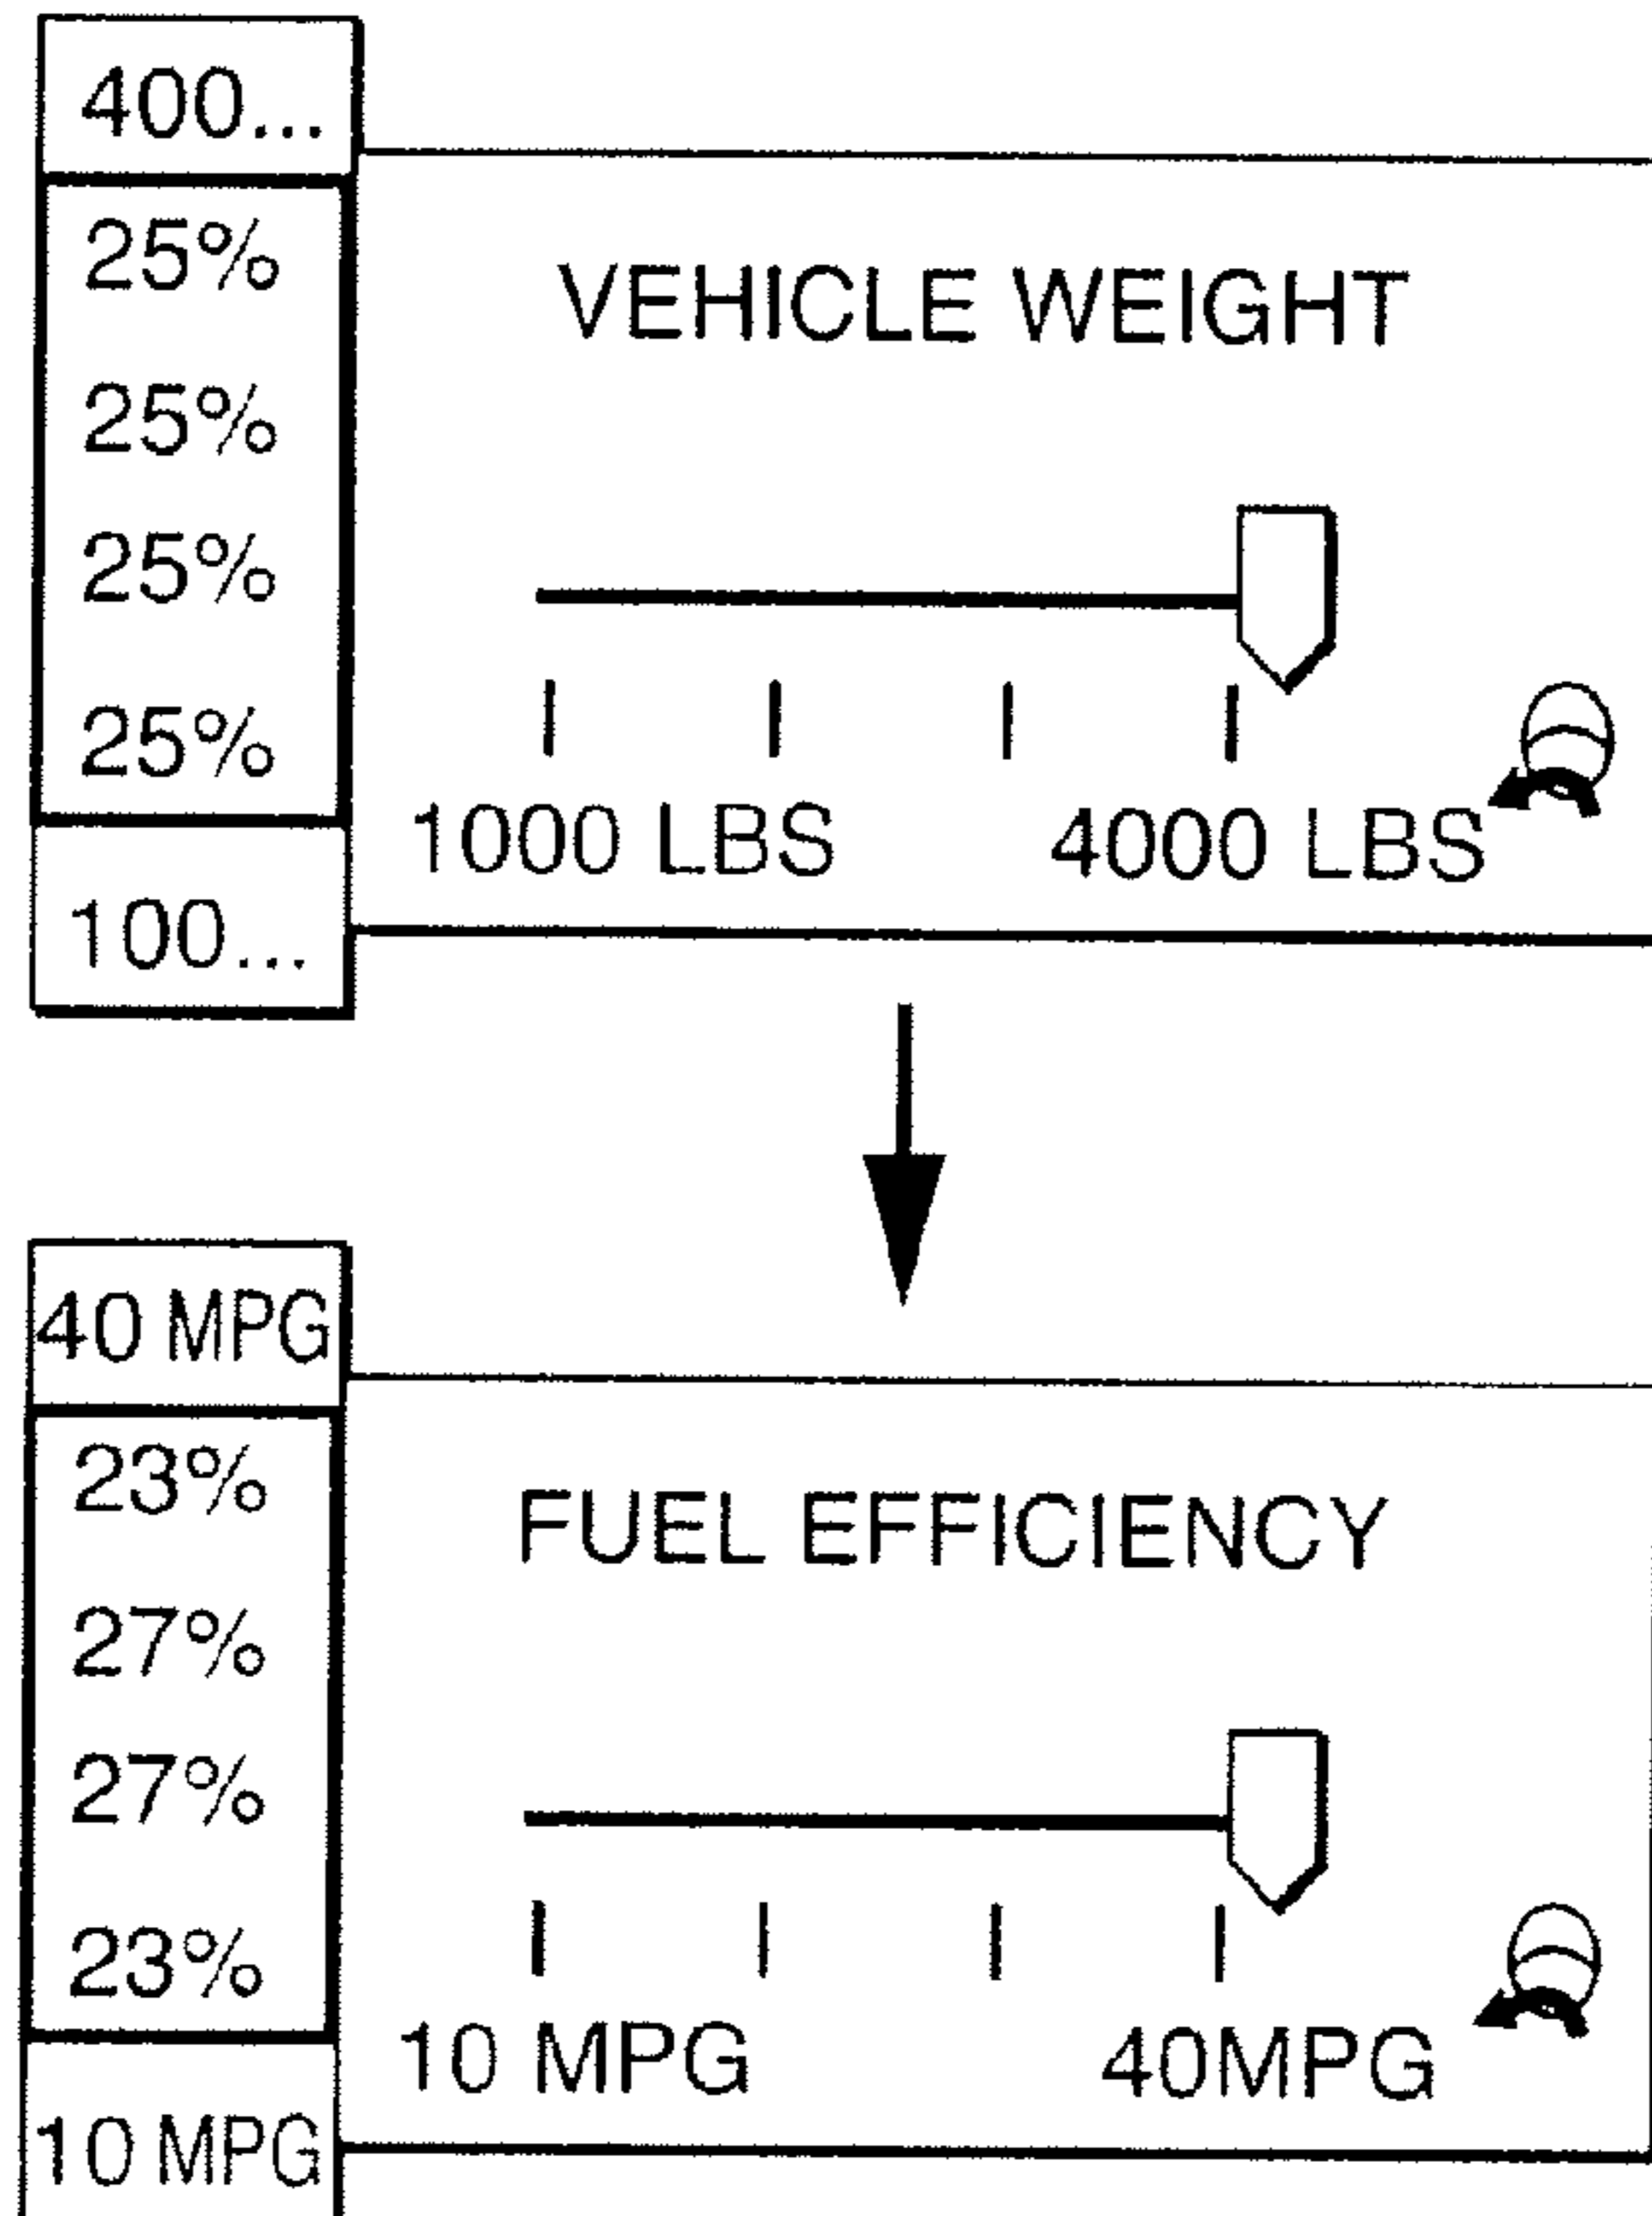 400...
25%
VEHICLE WEIGHT
25%
25%
25%
1000 LBS 4000 LBS
100...
40 MPG
23%
FUEL EFFICIENCY
27%
27%
23%
10 MPG 40MPG
10 MPG